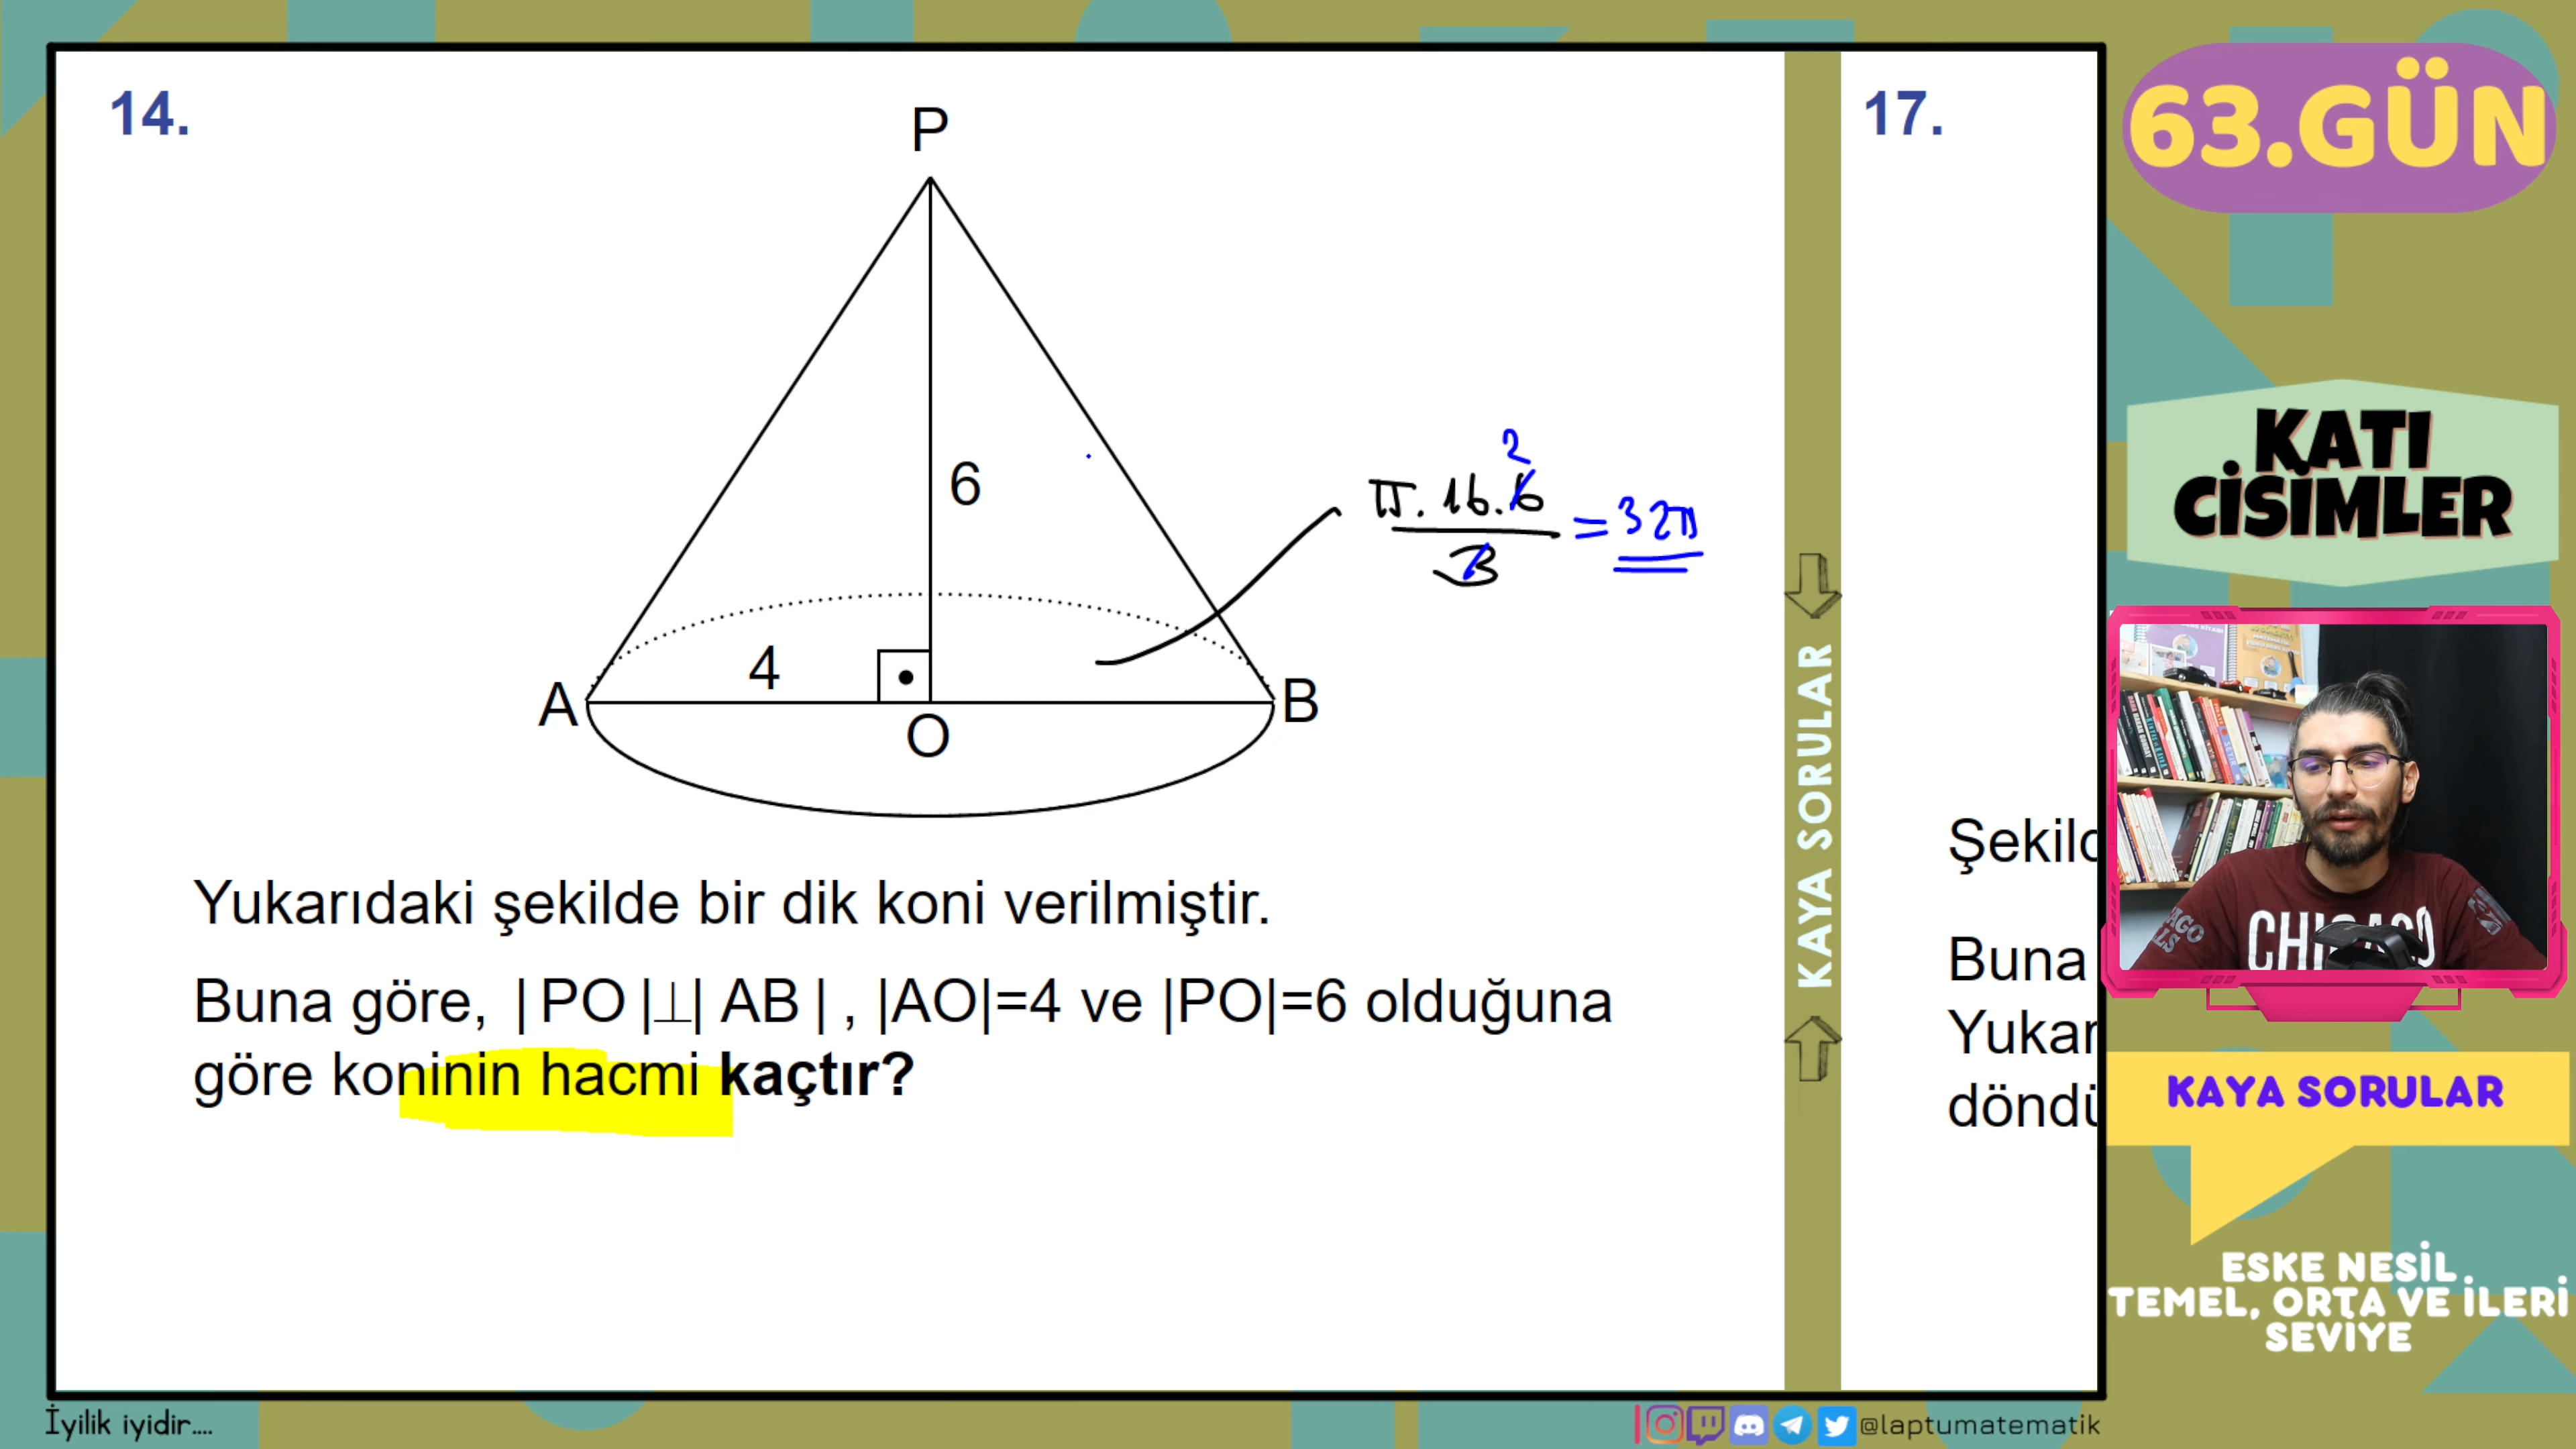 14.
P
6
4
A
O
B
π.16.6
2
3
=32π
Yukarıdaki şekilde bir dik koni verilmiştir.
Buna göre, |PO|⊥|AB|, |AO|=4 ve |PO|=6 olduğuna
göre koninin hacmi kaçtır?
KAYA SORULAR
17.
Şekild
Buna
Yukar
döndü
63.GÜN
KATI
CİSİMLER
CHICAGO
KAYA SORULAR
ESKE NESİL
TEMEL, ORTA VE İLERİ
SEVİYE
İyilik iyidir....
@laptumatematik